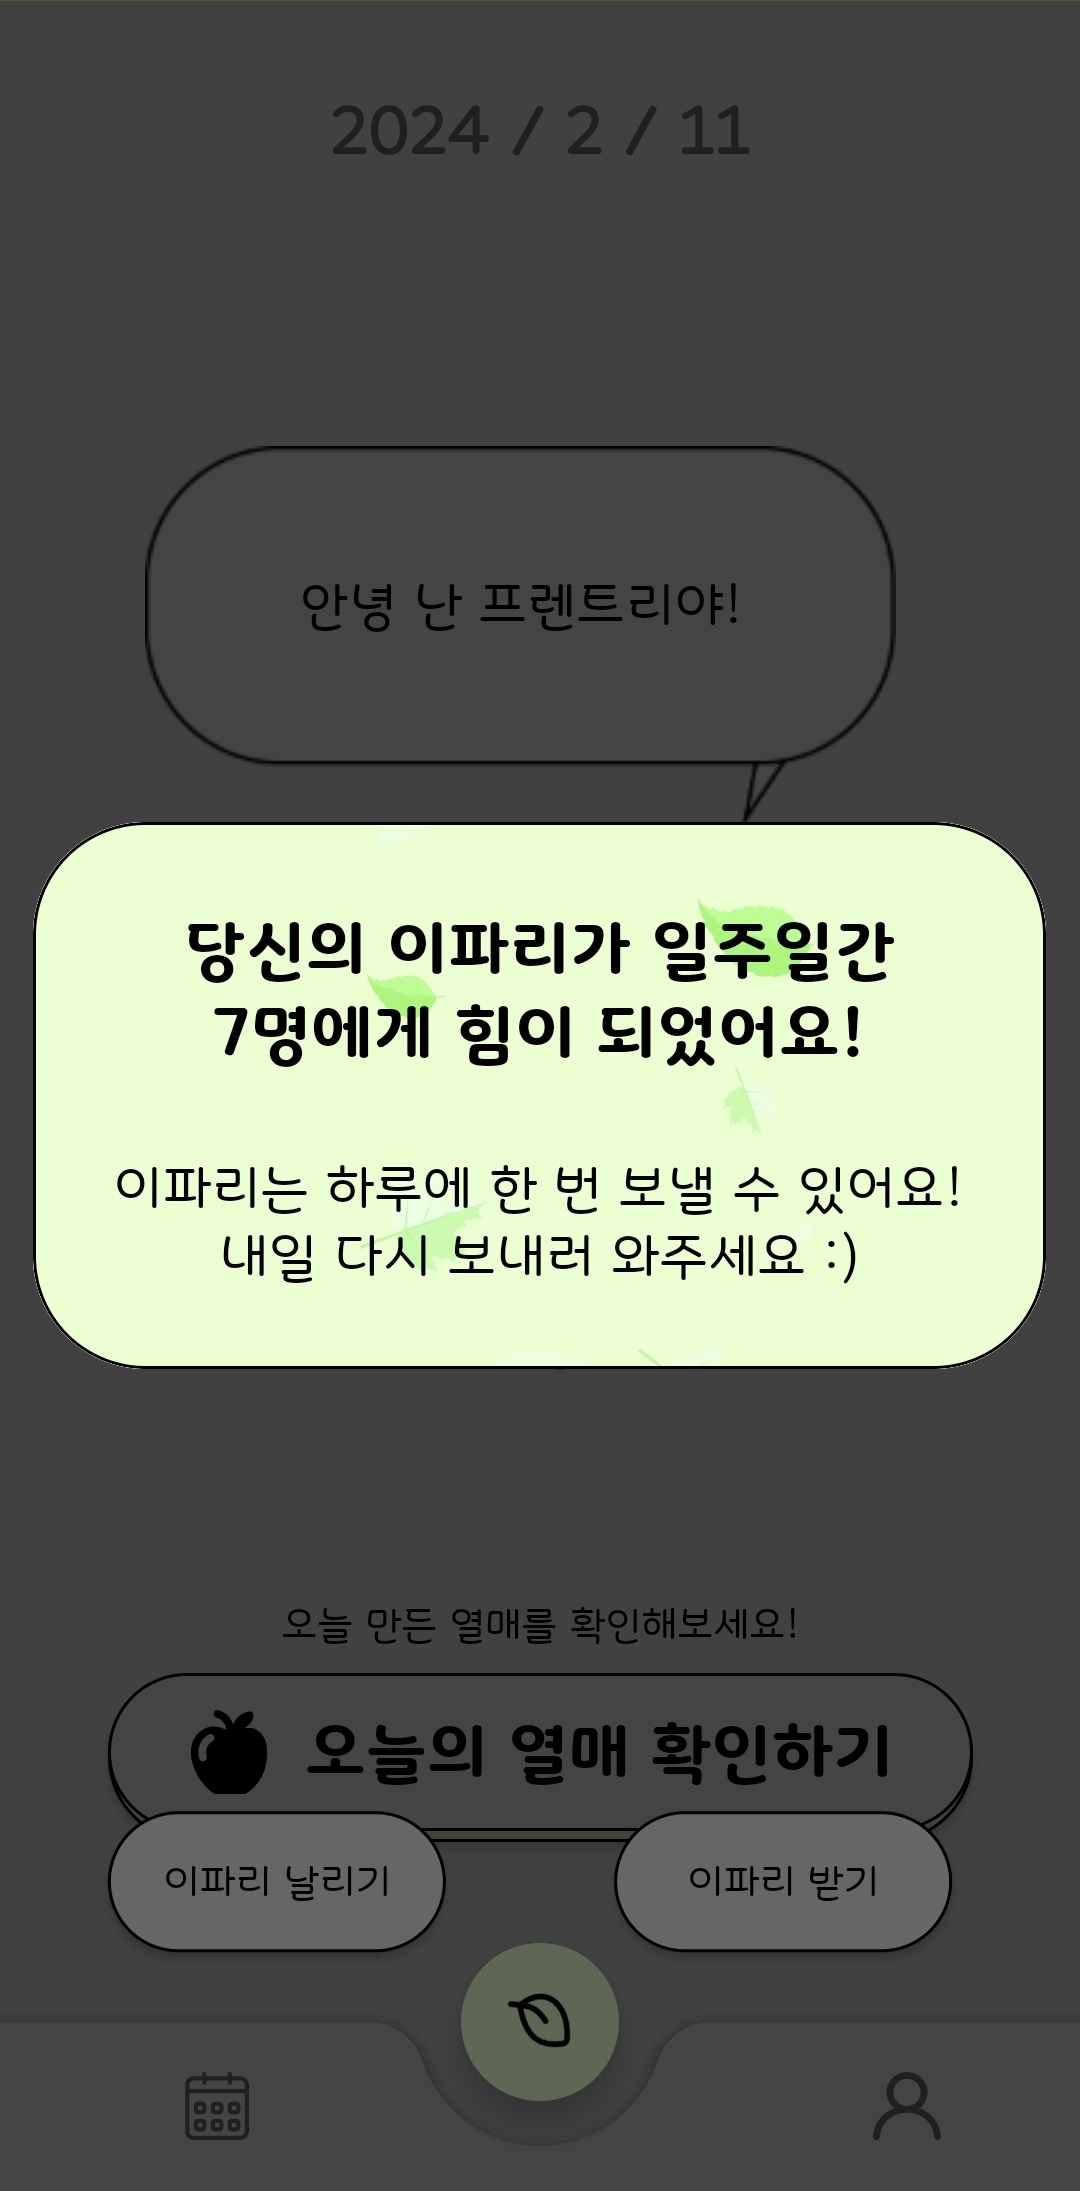 2024 / 2 / 11
안녕 난 프렌트리야!
당신의 이파리가 일주일간
7명에게 힘이 되었어요!
이파리는 하루에 한 번 보낼 수 있어요!
내일 다시 보내러 와주세요 :)
오늘 만든 열매를 확인해보세요!
오늘의 열매 확인하기
이파리 날리기
이파리 받기